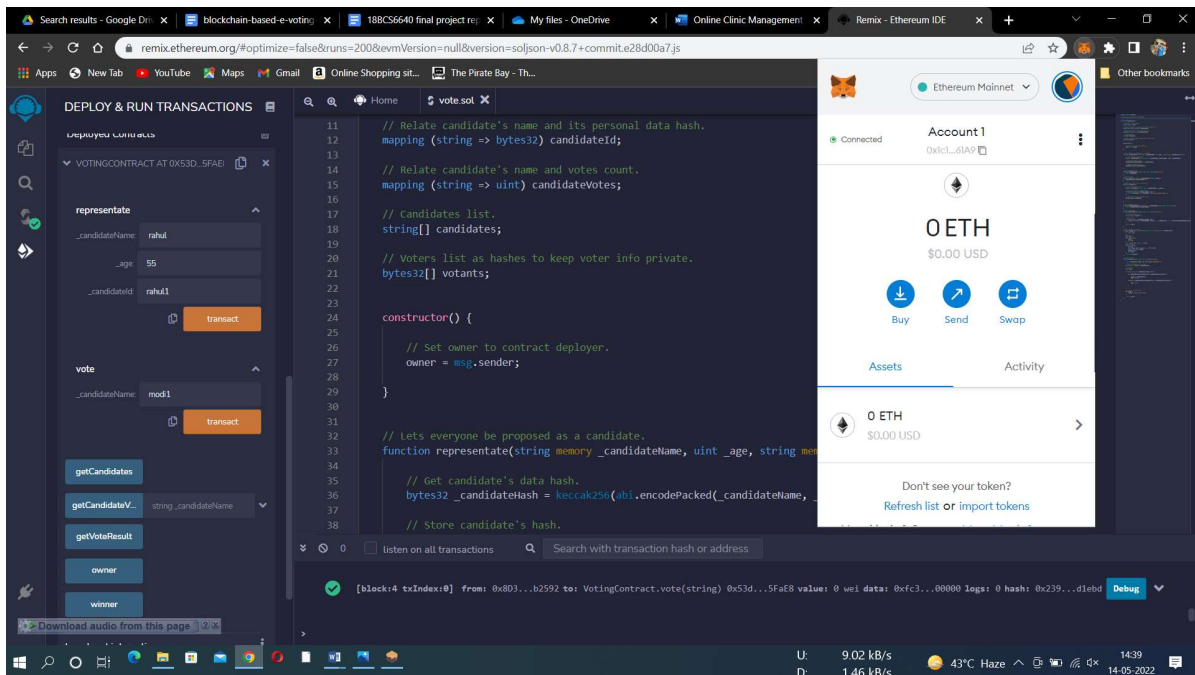 Search results - Google Driv
blockchain-based-e-voting
18BCS6640 final project rep
My files - OneDrive
Online Clinic Management
Remix - Ethereum IDE
remix.ethereum.org/#optimize=false&runs=200&evmVersion=null&version=soljson-v0.8.7+commit.e28d00a7.js
Apps
New Tab
YouTube
Maps
Gmail
Online Shopping sit...
The Pirate Bay - Th...
Other bookmarks
DEPLOY & RUN TRANSACTIONS
Deployed Contracts
VOTINGCONTRACT AT 0X53D...5FAE
representate
_candidateName: rahul
_age: 55
_candidateId: rahul1
transact
vote
_candidateName: modi1
transact
getCandidates
getCandidateV... string _candidateName
getVoteResult
owner
winner
Download audio from this page
Home
vote.sol
11 // Relate candidate's name and its personal data hash.
12 mapping (string => bytes32) candidateId;
13
14 // Relate candidate's name and votes count.
15 mapping (string => uint) candidateVotes;
16
17 // Candidates list.
18 string[] candidates;
19
20 // Voters list as hashes to keep voter info private.
21 bytes32[] votants;
22
23
24 constructor() {
25
26 // Set owner to contract deployer.
27 owner = msg.sender;
28
29 }
30
31
32 // Lets everyone be proposed as a candidate.
33 function representate(string memory _candidateName, uint _age, string mem
34
35 // Get candidate's data hash.
36 bytes32 _candidateHash = keccak256(abi.encodePacked(_candidateName, _
37
38 // Store candidate's hash.
0
listen on all transactions
Search with transaction hash or address
[block:4 txIndex:0] from: 0x8D3...b2592 to: VotingContract.vote(string) 0x53d...5FaE8 value: 0 wei data: 0xfc3...00000 logs: 0 hash: 0x239...d1ebd
Debug
>
Ethereum Mainnet
Connected
Account 1
0x1c1...61A9
0 ETH
$0.00 USD
Buy
Send
Swap
Assets
Activity
0 ETH
$0.00 USD
Don't see your token?
Refresh list or import tokens
U: 9.02 kB/s
D: 1.46 kB/s
43°C Haze
14:39
14-05-2022